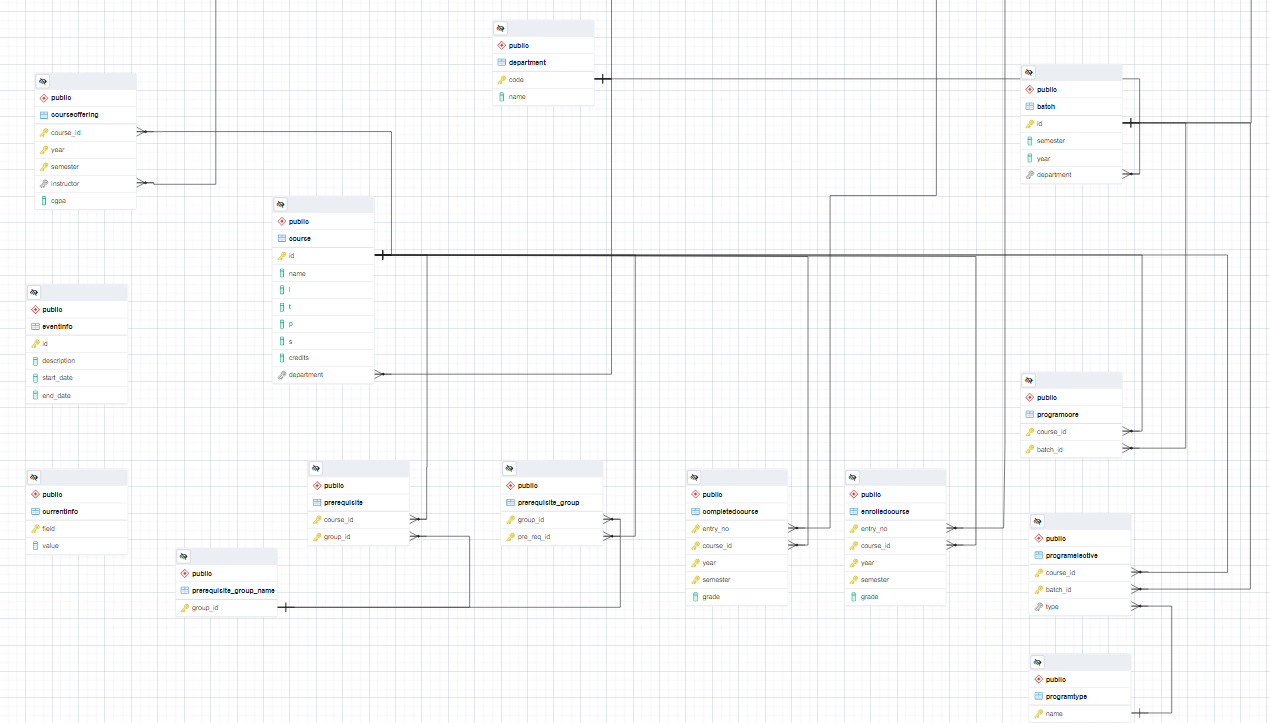 public
department
code
name
public
courseoffering
course_id
year
semester
instructor
cgpa
public
batch
id
semester
year
department
public
course
id
name
l
t
p
s
credits
department
public
eventinfo
id
description
start_date
end_date
public
programcore
course_id
batch_id
public
currentinfo
field
value
public
prerequisite
course_id
group_id
public
prerequisite_group
group_id
pre_req_id
public
completedcourse
entry_no
course_id
year
semester
grade
public
enrolledcourse
entry_no
course_id
year
semester
grade
public
prerequisite_group_name
group_id
public
programelective
course_id
batch_id
type
public
programtype
name